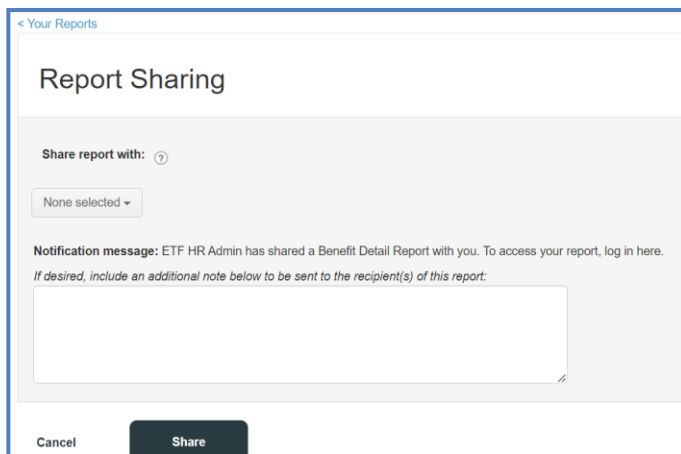 < Your Reports
Report Sharing
Share report with: ?
None selected
Notification message: ETF HR Admin has shared a Benefit Detail Report with you. To access your report, log in here.
If desired, include an additional note below to be sent to the recipient(s) of this report:
Cancel Share